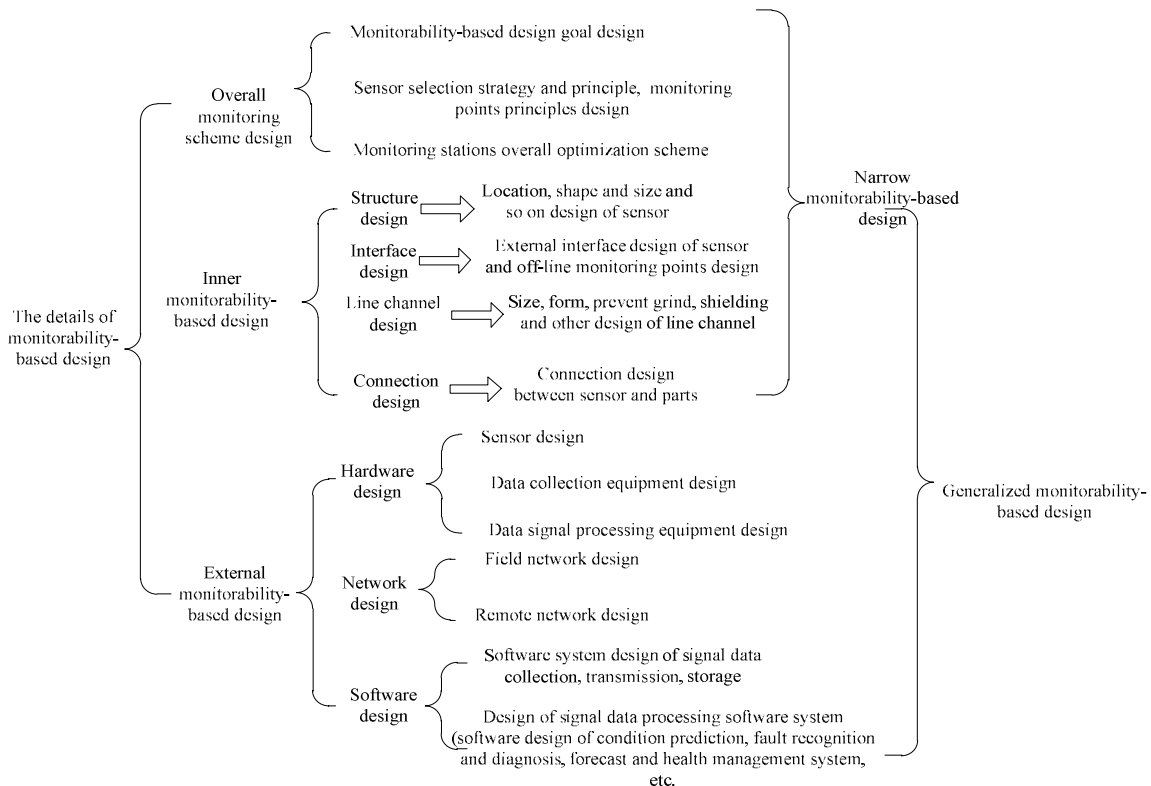 The details of
monitorability-
based design
Overall
monitoring
scheme design
Monitorability-based design goal design
Sensor selection strategy and principle, monitoring
points principles design
Monitoring stations overall optimization scheme
Inner
monitorability-
based design
Structure
design
Location, shape and size and
so on design of sensor
Interface
design
External interface design of sensor
and off-line monitoring points design
Line channel
design
Size, form, prevent grind, shielding
and other design of line channel
Connection
design
Connection design
between sensor and parts
Narrow
monitorability-based
design
External
monitorability-
based design
Hardware
design
Sensor design
Data collection equipment design
Data signal processing equipment design
Network
design
Field network design
Remote network design
Software
design
Software system design of signal data
collection, transmission, storage
Design of signal data processing software system
(software design of condition prediction, fault recognition
and diagnosis, forecast and health management system,
etc.
Generalized monitorability-
based design